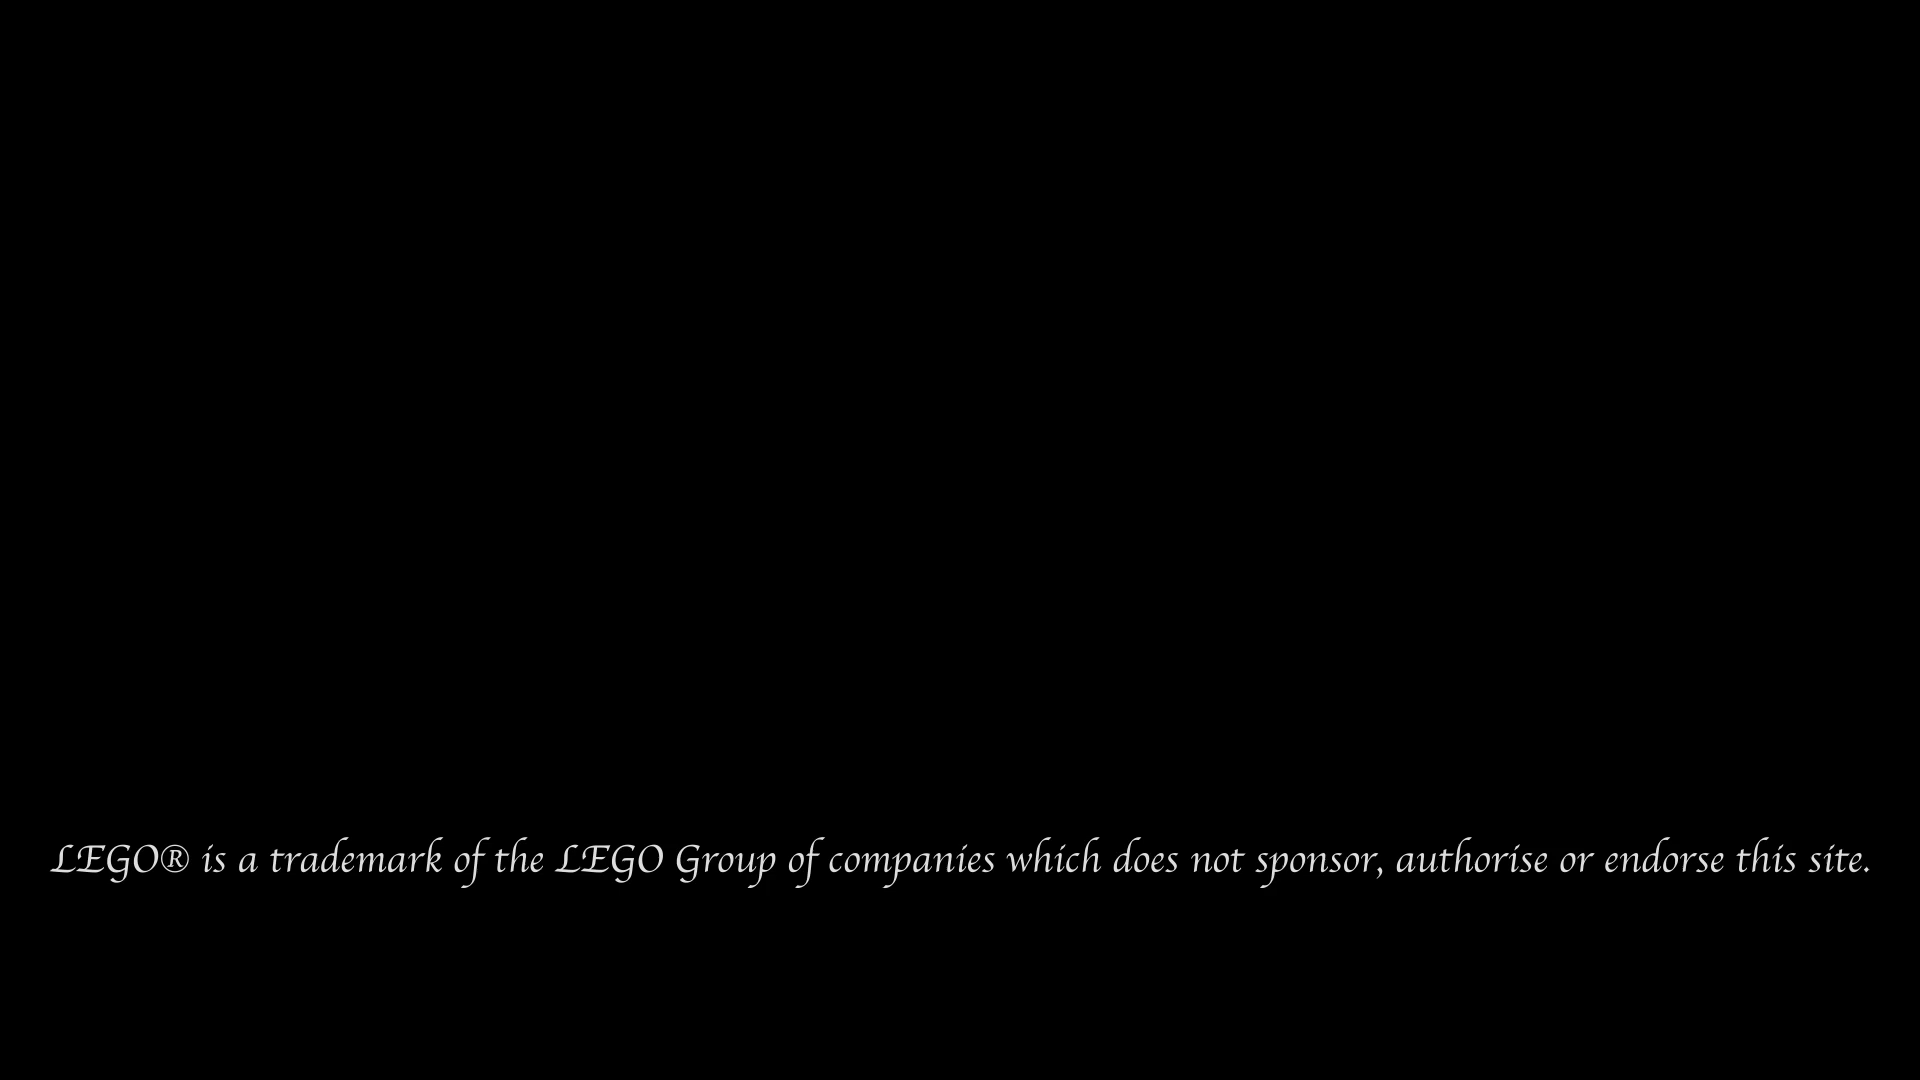 LEGO® is a trademark of the LEGO Group of companies which does not sponsor, authorise or endorse this site.